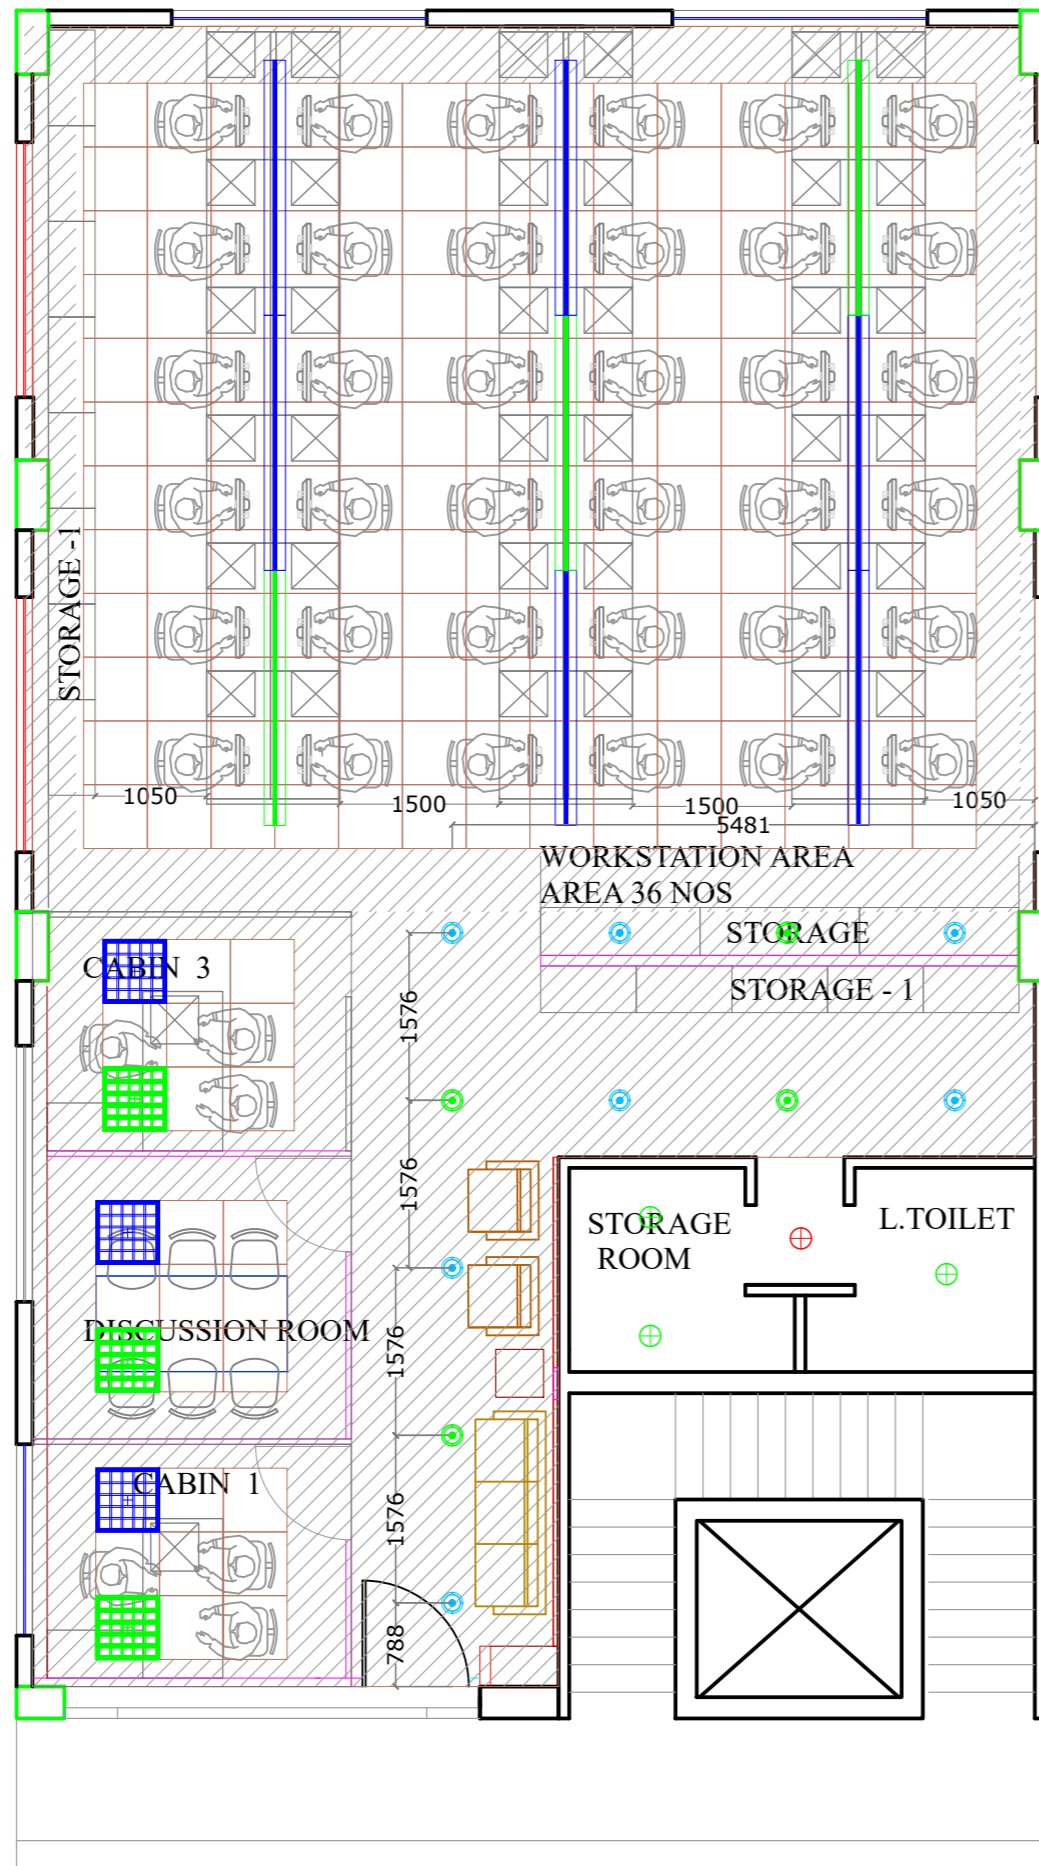 STORAGE -1
1050
1500
1500
1050
5481
WORKSTATION AREA
AREA 36 NOS
STORAGE
STORAGE - 1
CABIN  3
1576
1576
STORAGE
ROOM
L.TOILET
DISCUSSION ROOM
1576
CABIN  1
1576
788